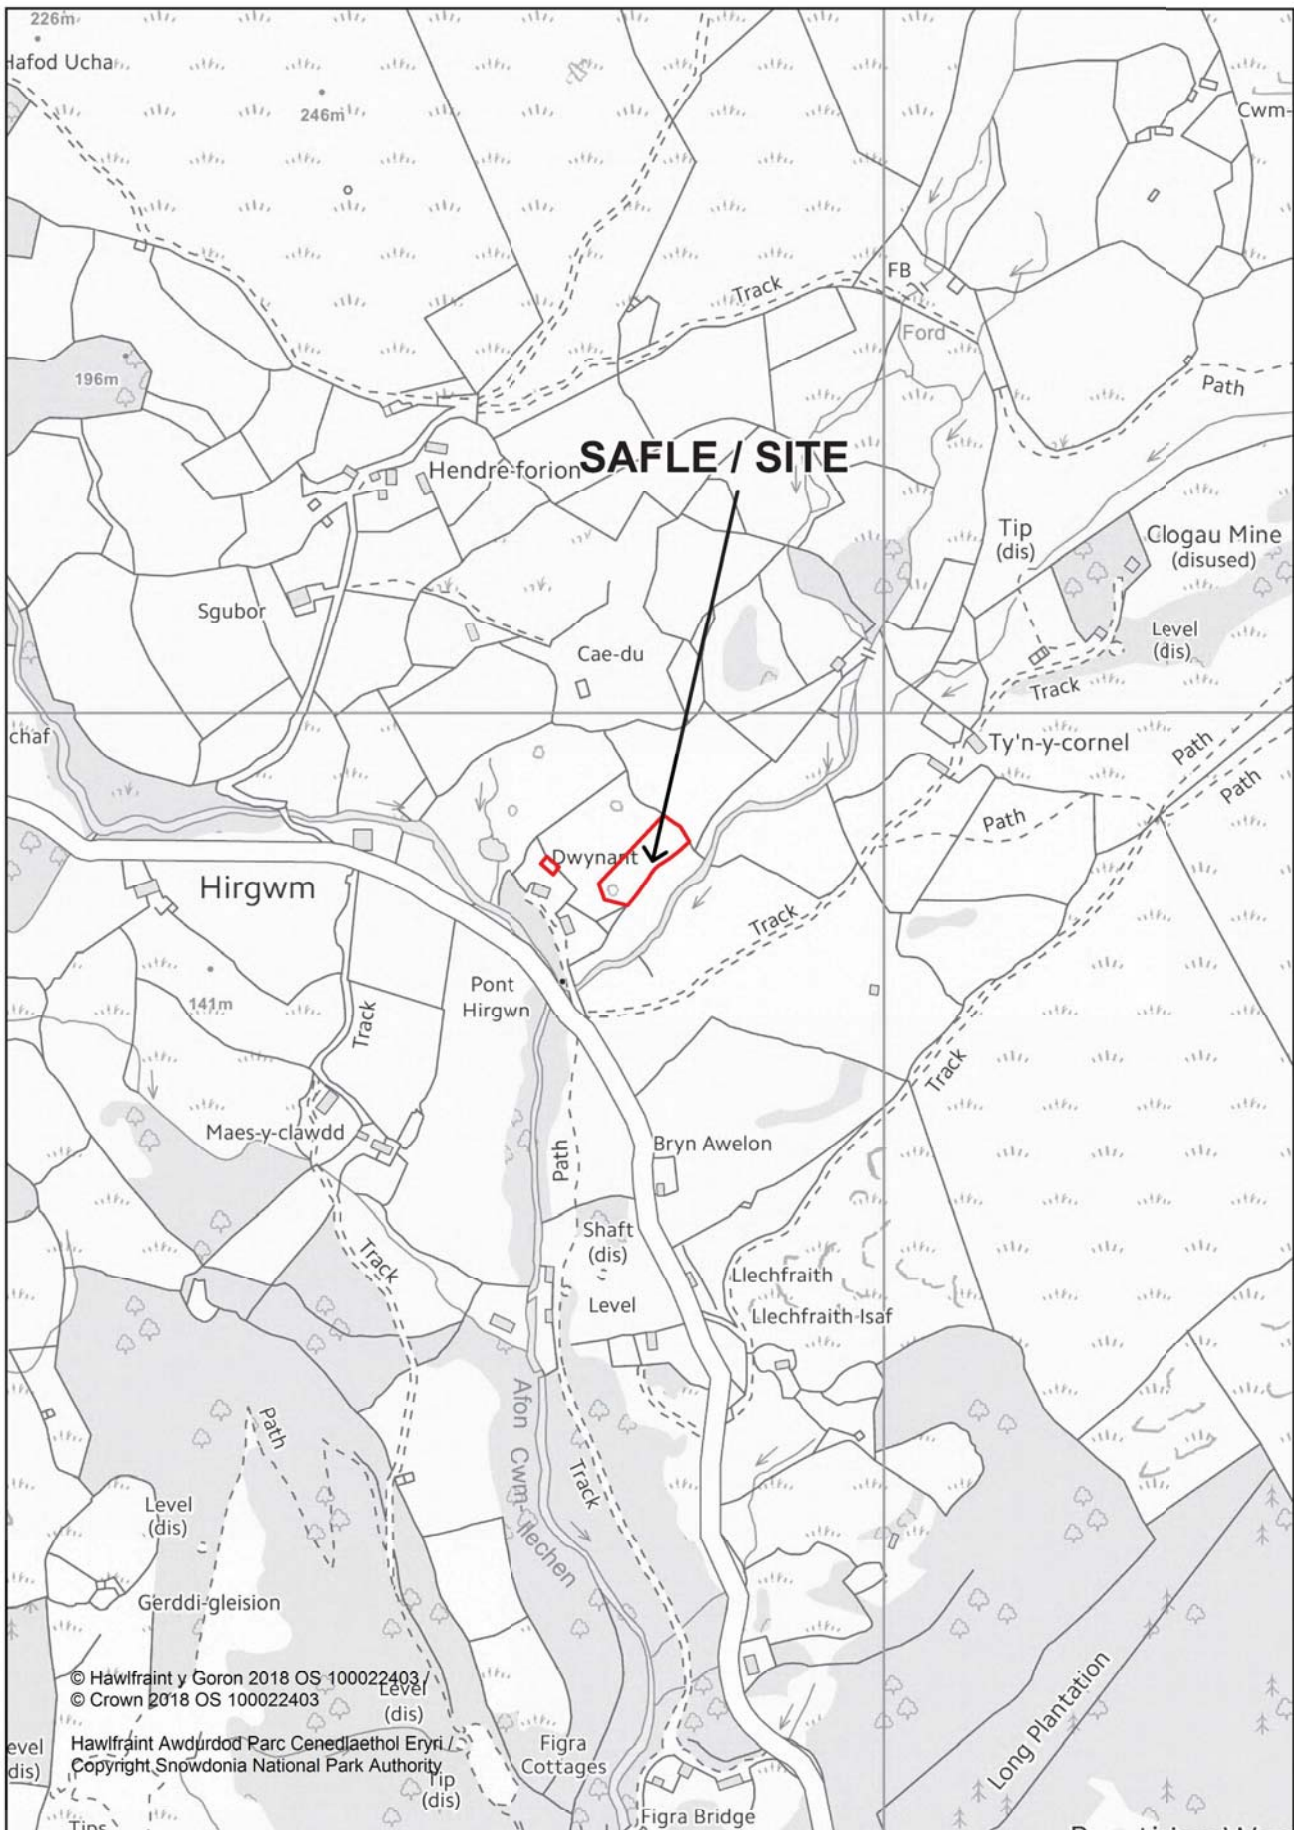 226m
Hafod Ucha
246m
Cwm-
FB
Track
Ford
196m
Path
Hendre-forion
SAFLE / SITE
Tip
(dis)
Clogau Mine
(disused)
Sgubor
Level
(dis)
Cae-du
Track
chaf
Ty'n-y-cornel
Path
Path
Path
Dwynant
Hirgwm
Track
Pont
Hirgwn
141m
Track
Track
Maes-y-clawdd
Path
Bryn Awelon
Shaft
(dis)
Track
Llechfraith
Level
Llechfraith-Isaf
Afon Cwm-llechen
Path
Track
Level
(dis)
Gerddi-gleision
© Hawlfraint y Goron 2018 OS 100022403 /
© Crown 2018 OS 100022403
Level
(dis)
Long Plantation
Hawlfraint Awdurdod Parc Cenedlaethol Eryri /
Copyright Snowdonia National Park Authority
evel
dis)
Figra
Cottages
Tip
(dis)
Figra Bridge
Tips